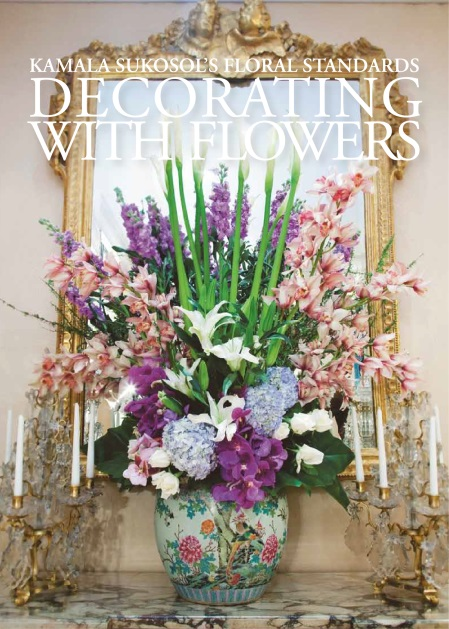 KAMALA SUKOSOL'S FLORAL STANDARDS
DECORATING
WITH FLOWERS